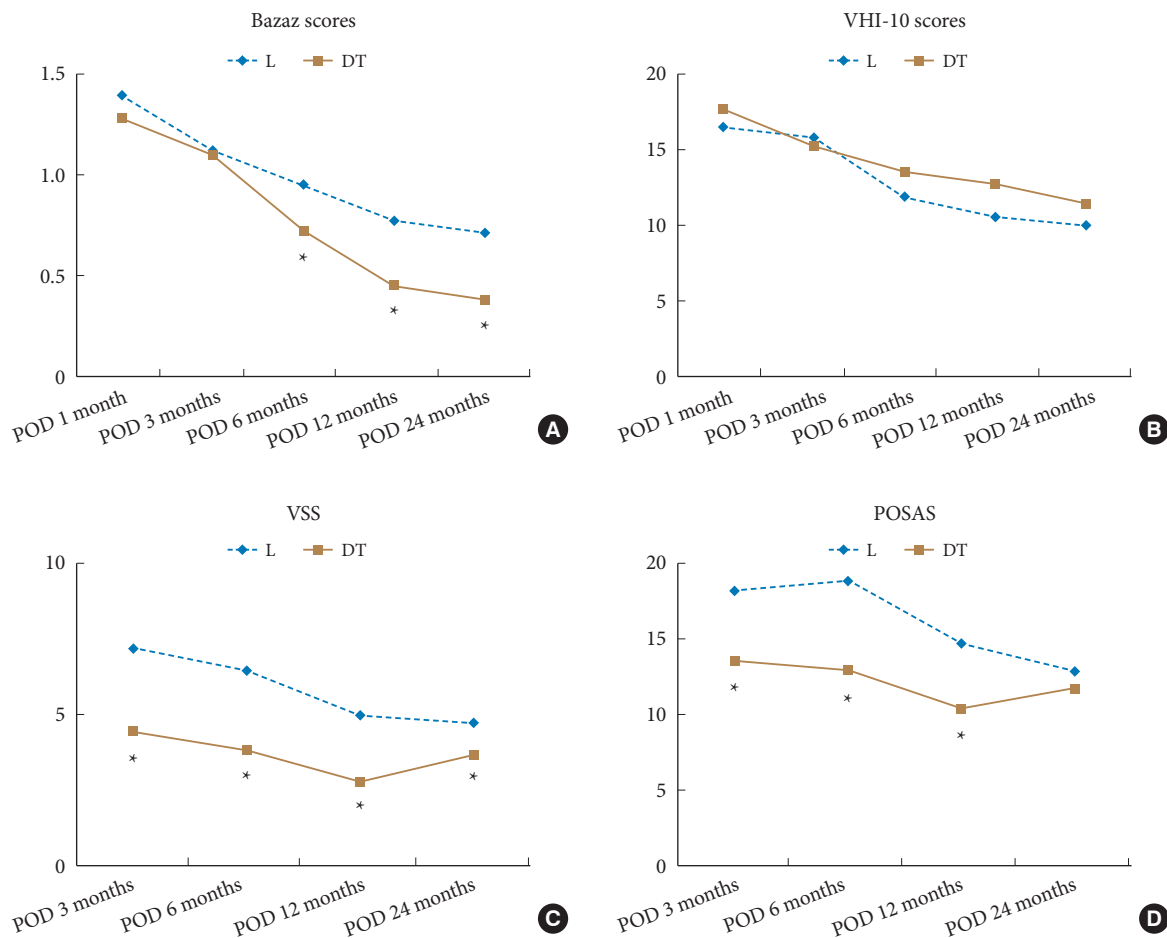 Bazaz scores
L DT
1.5
1.0
0.5
0
POD 1 month
POD 3 months
POD 6 months
POD 12 months
POD 24 months
*
*
*
A
VHI-10 scores
L DT
20
15
10
5
0
POD 1 month
POD 3 months
POD 6 months
POD 12 months
POD 24 months
B
VSS
L DT
10
5
0
POD 3 months
POD 6 months
POD 12 months
POD 24 months
*
*
*
*
C
POSAS
L DT
20
15
10
5
0
POD 3 months
POD 6 months
POD 12 months
POD 24 months
*
*
*
D